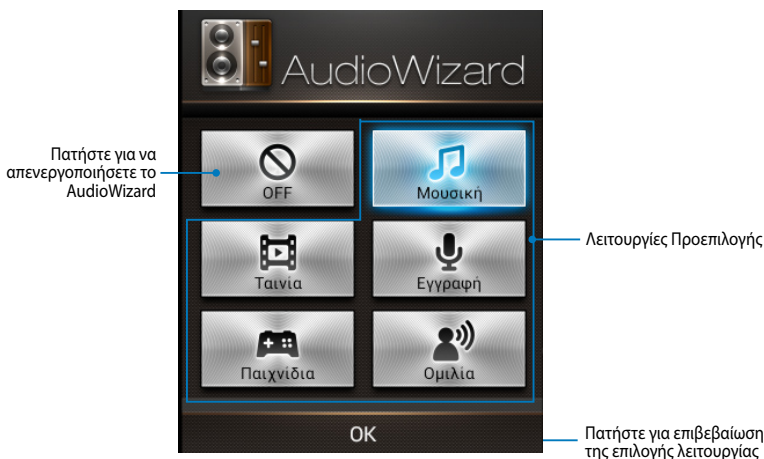 AudioWizard
Πατήστε για να
απενεργοποιήσετε το
AudioWizard
OFF
Μουσική
Λειτουργίες Προεπιλογής
Ταινία
Εγγραφή
Παιχνίδια
Ομιλία
OK
Πατήστε για επιβεβαίωση
της επιλογής λειτουργίας